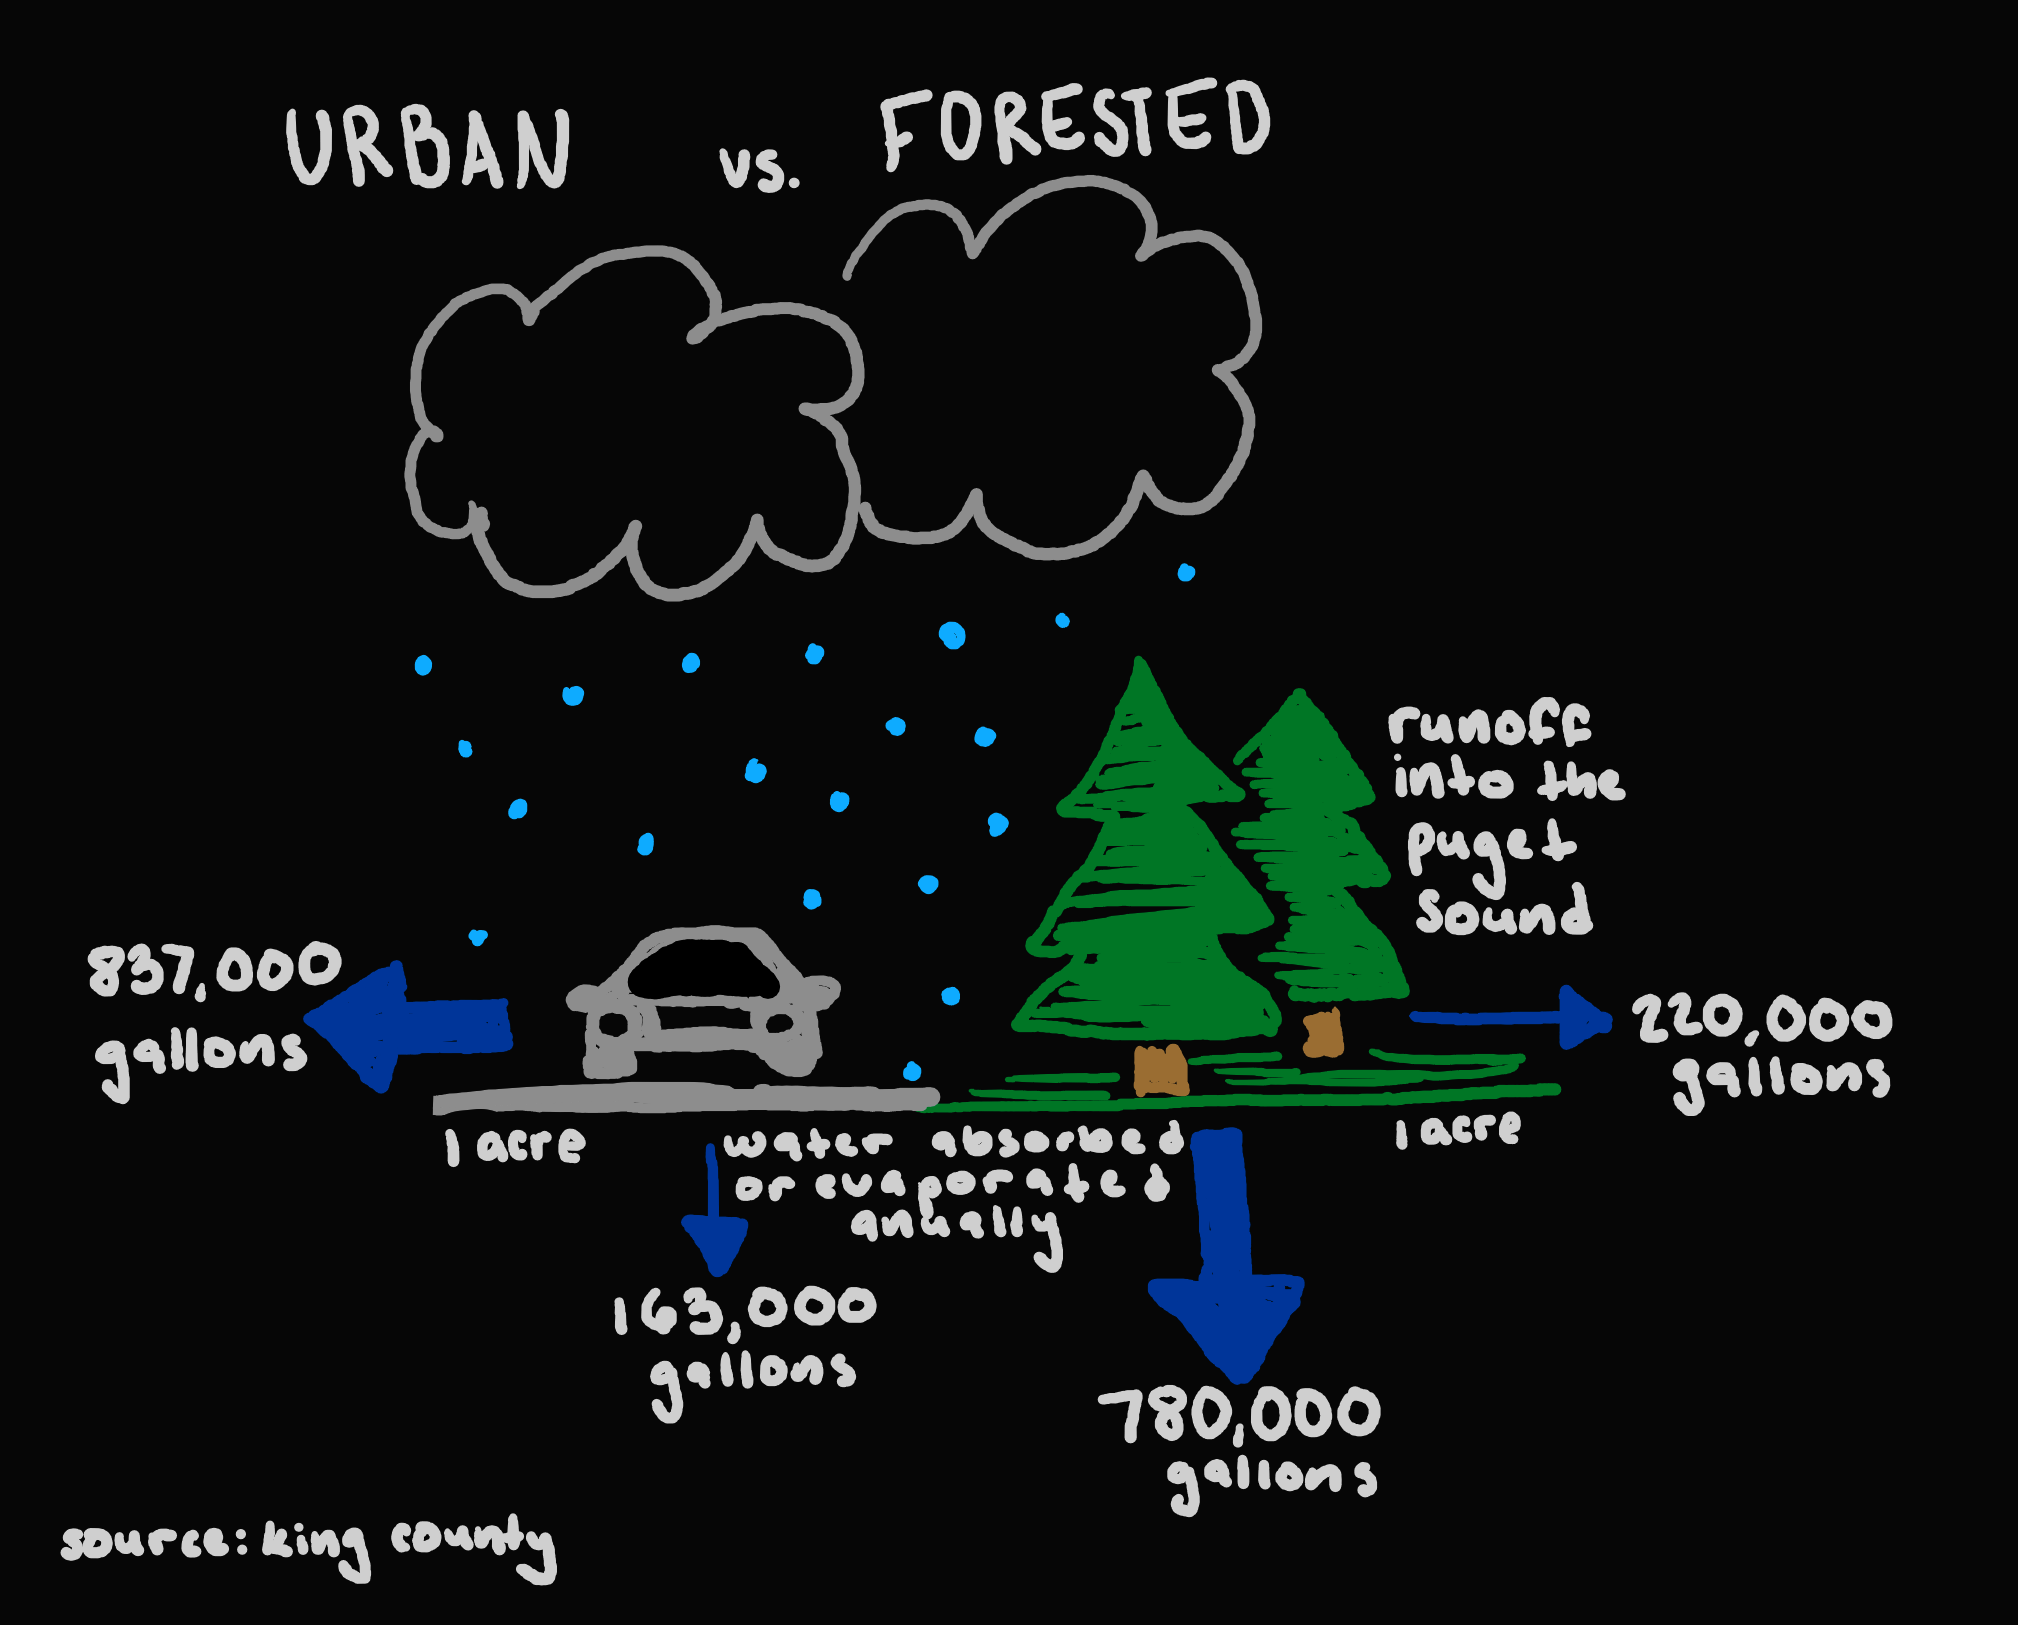 URBAN vs. FORESTED
runoff
into the
puget
sound
837,000
gallons
220,000
gallons
1 acre
water absorbed
or evaporated
anually
1 acre
163,000
gallons
780,000
gallons
source: king county